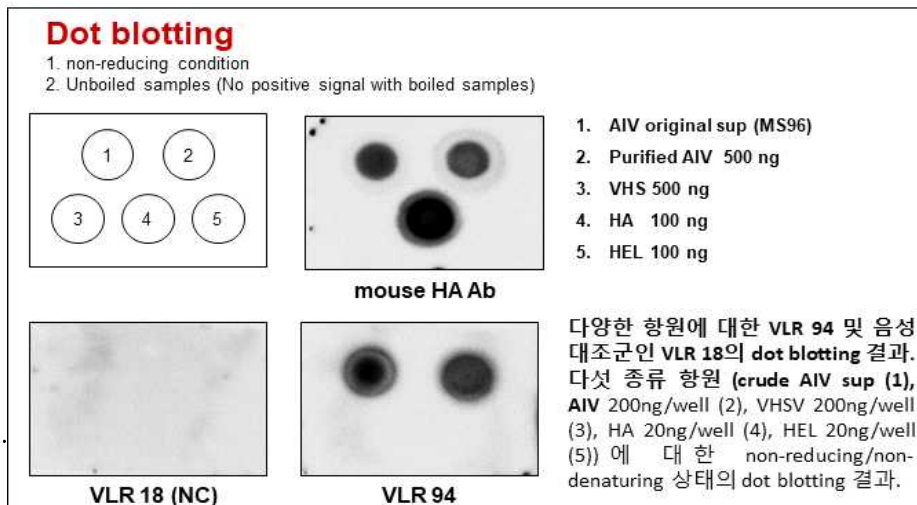 Dot blotting
1. non-reducing condition
2. Unboiled samples (No positive signal with boiled samples)
1
2
3
4
5
mouse HA Ab
1. AIV original sup (MS96)
2. Purified AIV 500 ng
3. VHS 500 ng
4. HA 100 ng
5. HEL 100 ng
VLR 18 (NC)
VLR 94
다양한 항원에 대한 VLR 94 및 음성
대조군인 VLR 18의 dot blotting 결과.
다섯 종류 항원 (crude AIV sup (1),
AIV 200ng/well (2), VHSV 200ng/well
(3), HA 20ng/well (4), HEL 20ng/well
(5)) 에 대한 non-reducing/non-
denaturing 상태의 dot blotting 결과.